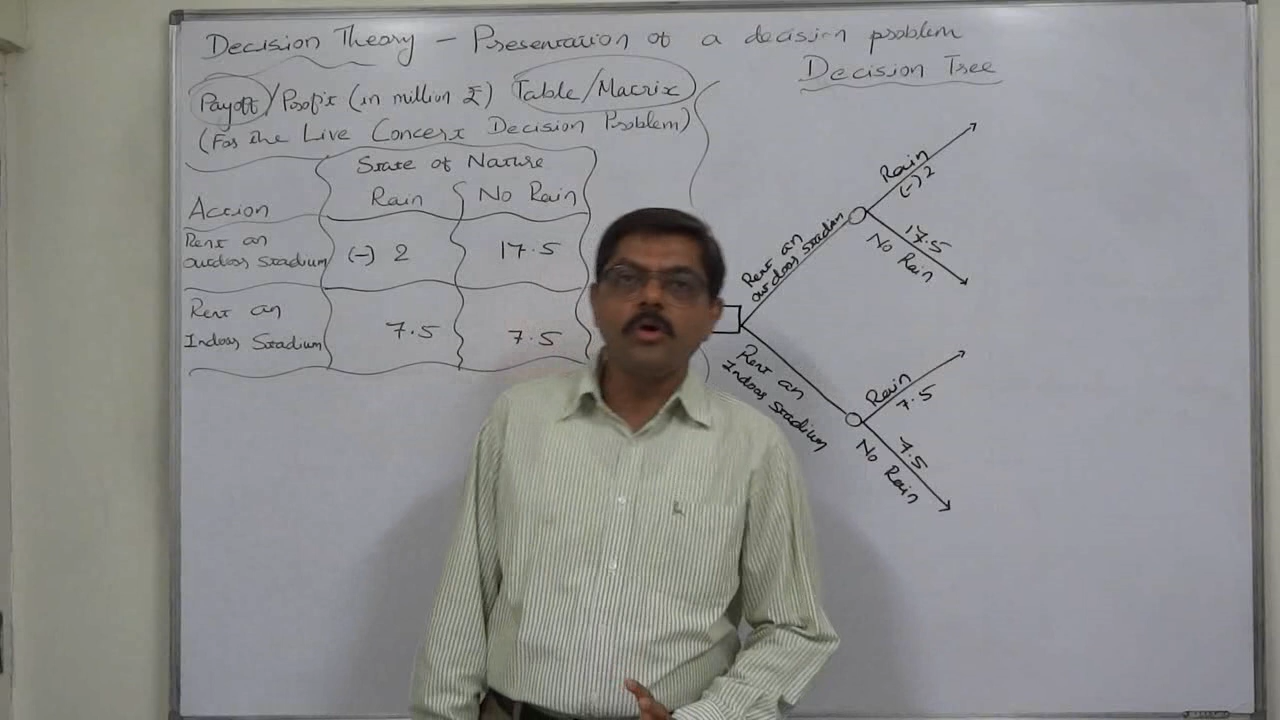 Decision Theory – Presentation of a decision problem
Decision Tree
Payoff/Profit (in million ₹) Table/Matrix
(For the Live Concert Decision Problem)
State of Nature
Action Rain No Rain
Rent an
outdoor stadium (-) 2 17.5
Rent an
Indoor Stadium 7.5 7.5
Rent an
outdoor stadium
Rain
(-) 2
17.5
No Rain
Rent an
Indoor stadium
Rain
7.5
7.5
No Rain